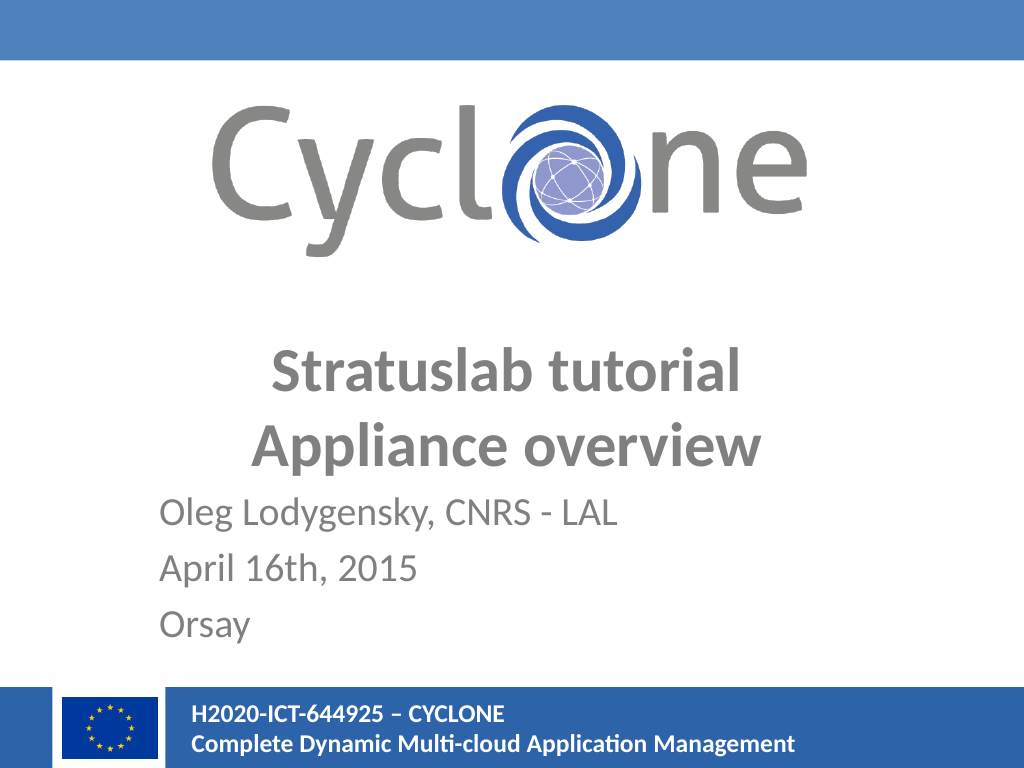 Cyclone
Stratuslab tutorial
Appliance overview
Oleg Lodygensky, CNRS - LAL
April 16th, 2015
Orsay
H2020-ICT-644925 – CYCLONE
Complete Dynamic Multi-cloud Application Management